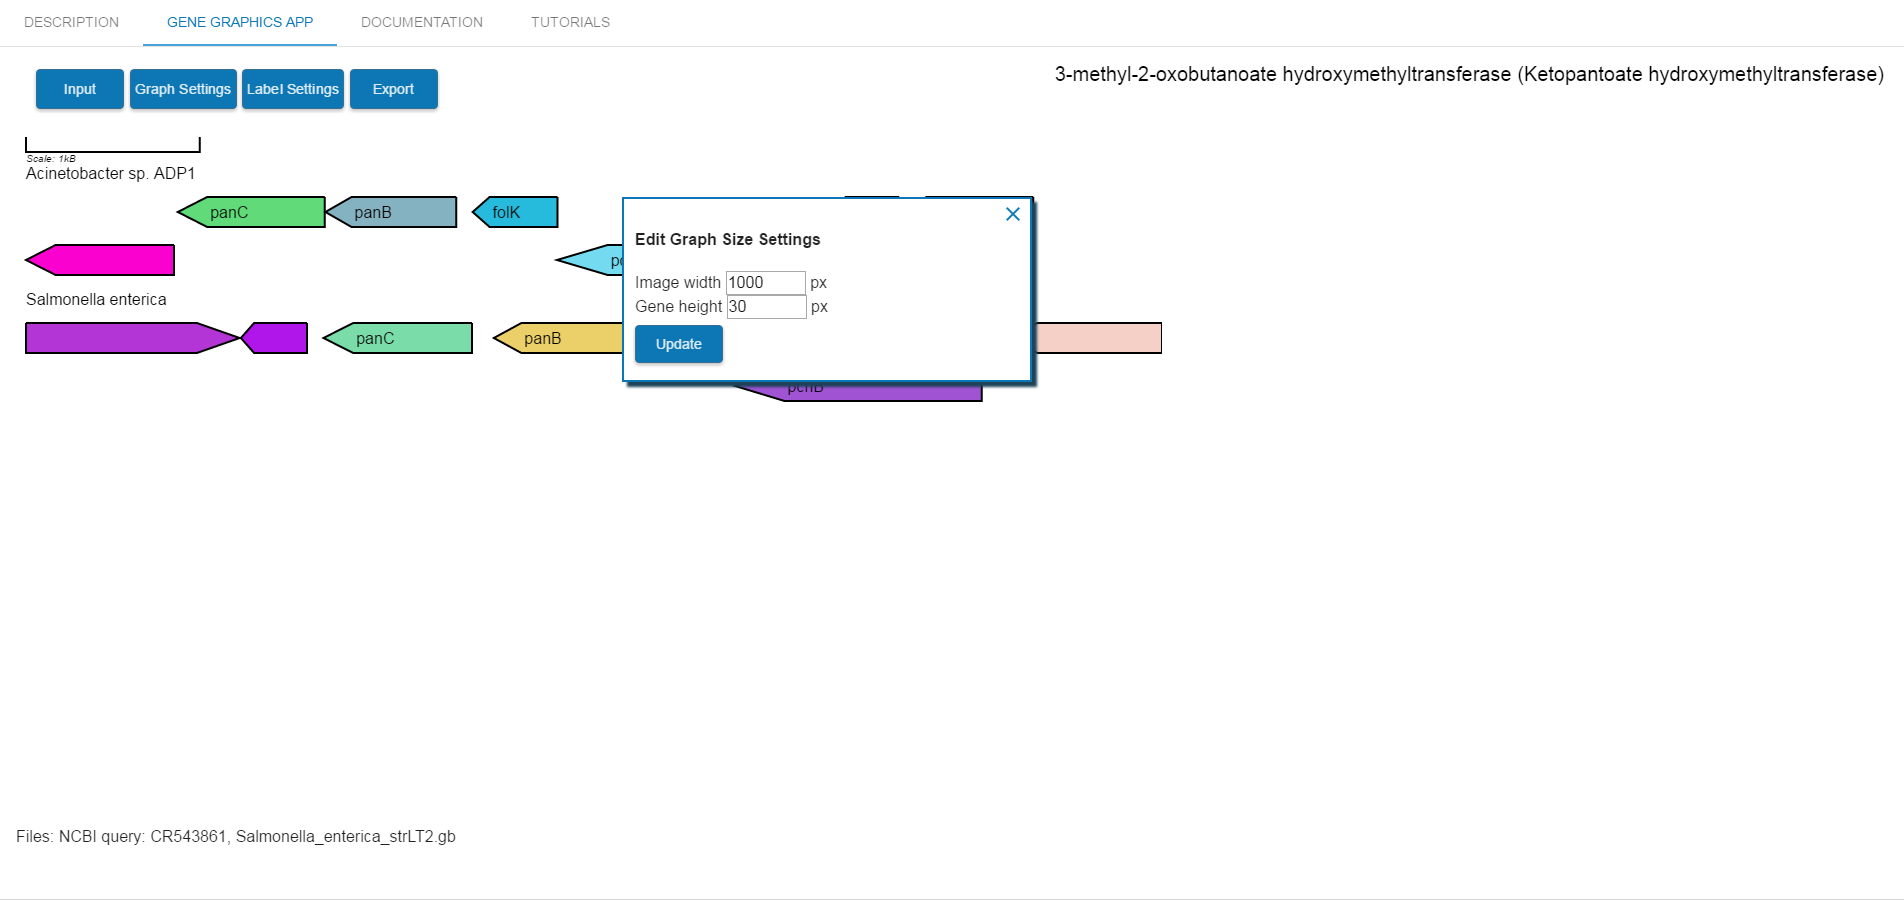 DESCRIPTION GENE GRAPHICS APP DOCUMENTATION TUTORIALS
Input Graph Settings Label Settings Export
3-methyl-2-oxobutanoate hydroxymethyltransferase (Ketopantoate hydroxymethyltransferase)
Scale: 1kB
Acinetobacter sp. ADP1
panC panB folK
Edit Graph Size Settings
Image width 1000 px
Gene height 30 px
Update
Salmonella enterica
panC panB
pcnB
Files: NCBI query: CR543861, Salmonella_enterica_strLT2.gb